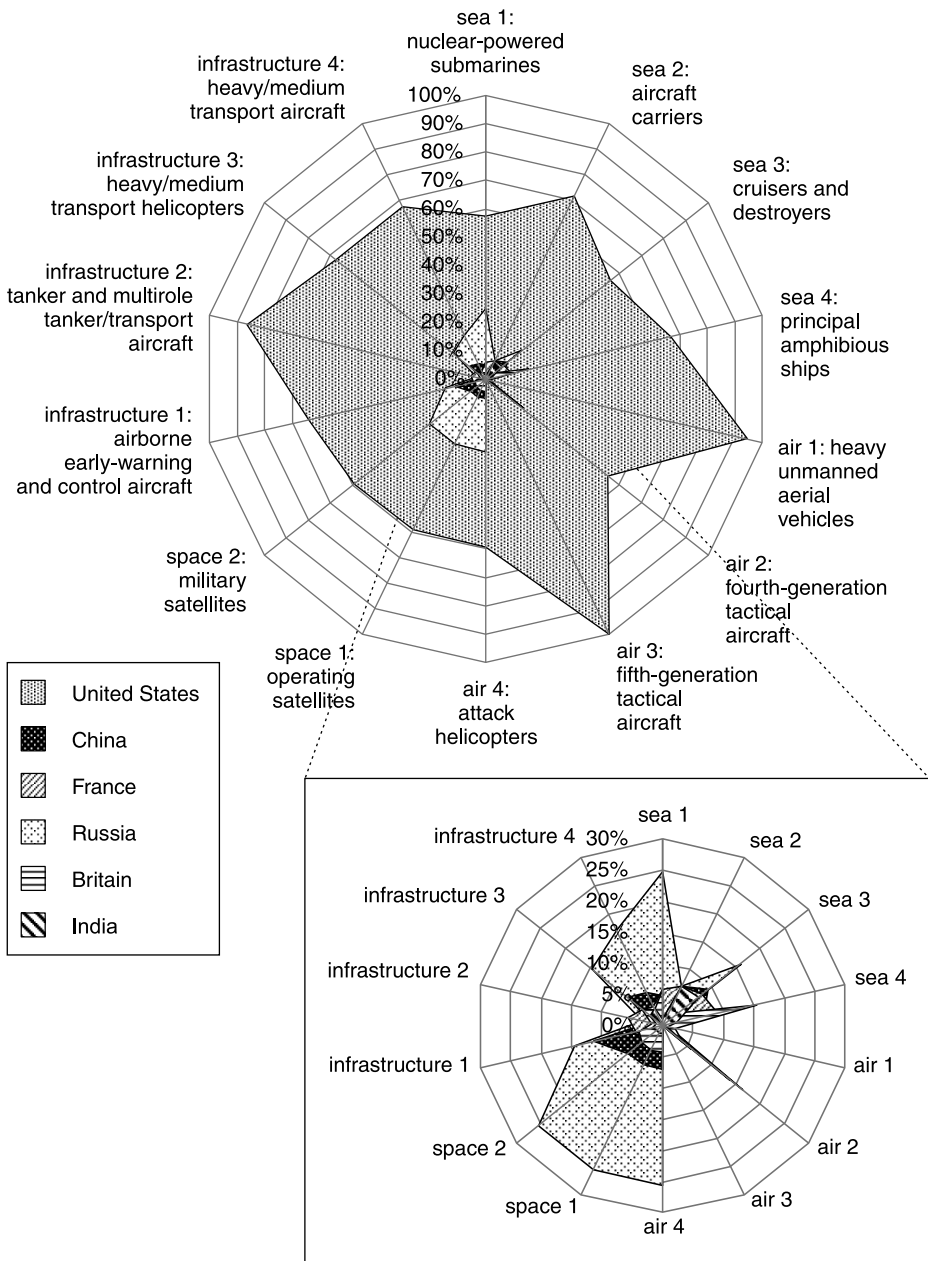 sea 1:
nuclear-powered
submarines
sea 2:
aircraft
carriers
sea 3:
cruisers and
destroyers
sea 4:
principal
amphibious
ships
air 1: heavy
unmanned
aerial
vehicles
air 2:
fourth-generation
tactical
aircraft
air 3:
fifth-generation
tactical
aircraft
air 4:
attack
helicopters
space 1:
operating
satellites
space 2:
military
satellites
infrastructure 1:
airborne
early-warning
and control aircraft
infrastructure 2:
tanker and multirole
tanker/transport
aircraft
infrastructure 3:
heavy/medium
transport helicopters
infrastructure 4:
heavy/medium
transport aircraft
100%
90%
80%
70%
60%
50%
40%
30%
20%
10%
0%
United States
China
France
Russia
Britain
India
sea 1
sea 2
sea 3
sea 4
air 1
air 2
air 3
air 4
space 1
space 2
infrastructure 1
infrastructure 2
infrastructure 3
infrastructure 4
30%
25%
20%
15%
10%
5%
0%